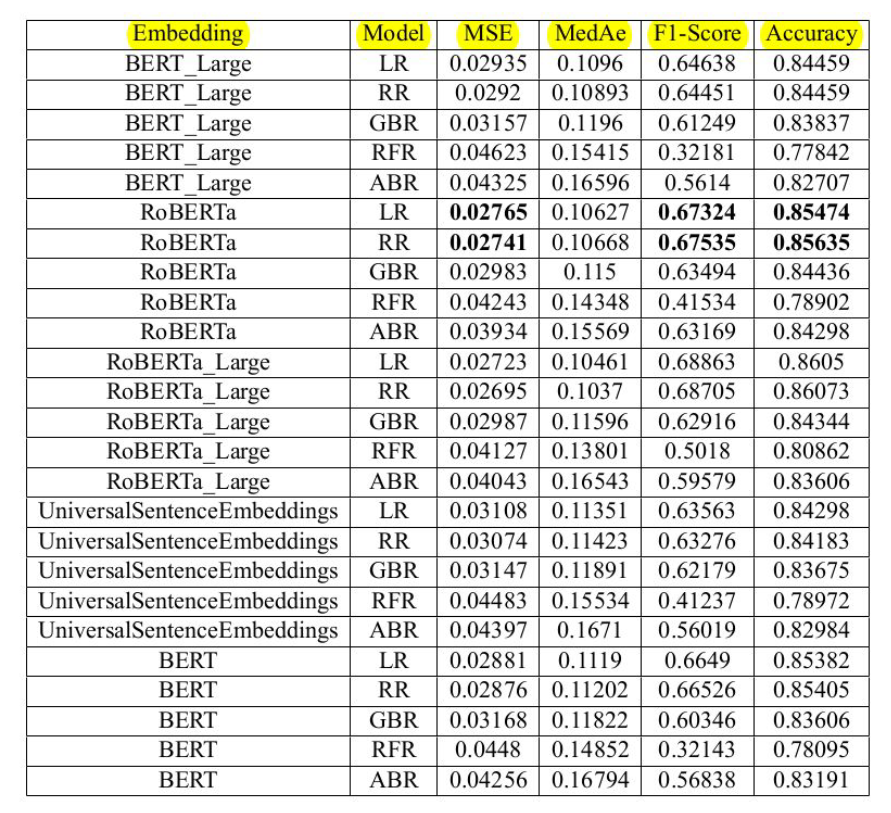 Embedding Model MSE MedAe F1-Score Accuracy
BERT_Large LR 0.02935 0.1096 0.64638 0.84459
BERT_Large RR 0.0292 0.10893 0.64451 0.84459
BERT_Large GBR 0.03157 0.1196 0.61249 0.83837
BERT_Large RFR 0.04623 0.15415 0.32181 0.77842
BERT_Large ABR 0.04325 0.16596 0.5614 0.82707
RoBERTa LR 0.02765 0.10627 0.67324 0.85474
RoBERTa RR 0.02741 0.10668 0.67535 0.85635
RoBERTa GBR 0.02983 0.115 0.63494 0.84436
RoBERTa RFR 0.04243 0.14348 0.41534 0.78902
RoBERTa ABR 0.03934 0.15569 0.63169 0.84298
RoBERTa_Large LR 0.02723 0.10461 0.68863 0.8605
RoBERTa_Large RR 0.02695 0.1037 0.68705 0.86073
RoBERTa_Large GBR 0.02987 0.11596 0.62916 0.84344
RoBERTa_Large RFR 0.04127 0.13801 0.5018 0.80862
RoBERTa_Large ABR 0.04043 0.16543 0.59579 0.83606
UniversalSentenceEmbeddings LR 0.03108 0.11351 0.63563 0.84298
UniversalSentenceEmbeddings RR 0.03074 0.11423 0.63276 0.84183
UniversalSentenceEmbeddings GBR 0.03147 0.11891 0.62179 0.83675
UniversalSentenceEmbeddings RFR 0.04483 0.15534 0.41237 0.78972
UniversalSentenceEmbeddings ABR 0.04397 0.1671 0.56019 0.82984
BERT LR 0.02881 0.1119 0.6649 0.85382
BERT RR 0.02876 0.11202 0.66526 0.85405
BERT GBR 0.03168 0.11822 0.60346 0.83606
BERT RFR 0.0448 0.14852 0.32143 0.78095
BERT ABR 0.04256 0.16794 0.56838 0.83191